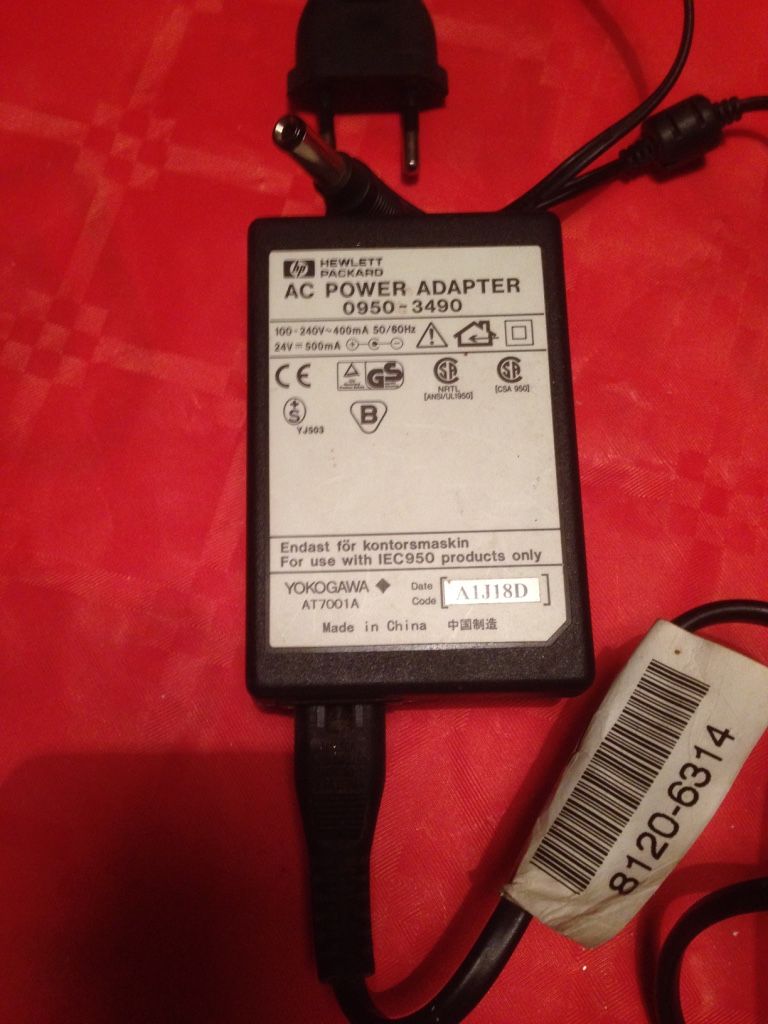 hp HEWLETT
PACKARD
AC POWER ADAPTER
0950-3490
100-240V~400mA 50/60Hz
24V⎓500mA
CE
GS
NRTL
[ANSI/UL1950]
[CSA 950]
S
YJ503
B
Endast för kontorsmaskin
For use with IEC950 products only
YOKOGAWA
AT7001A
Date
Code
A1J18D
Made in China 中国制造
8120-6314